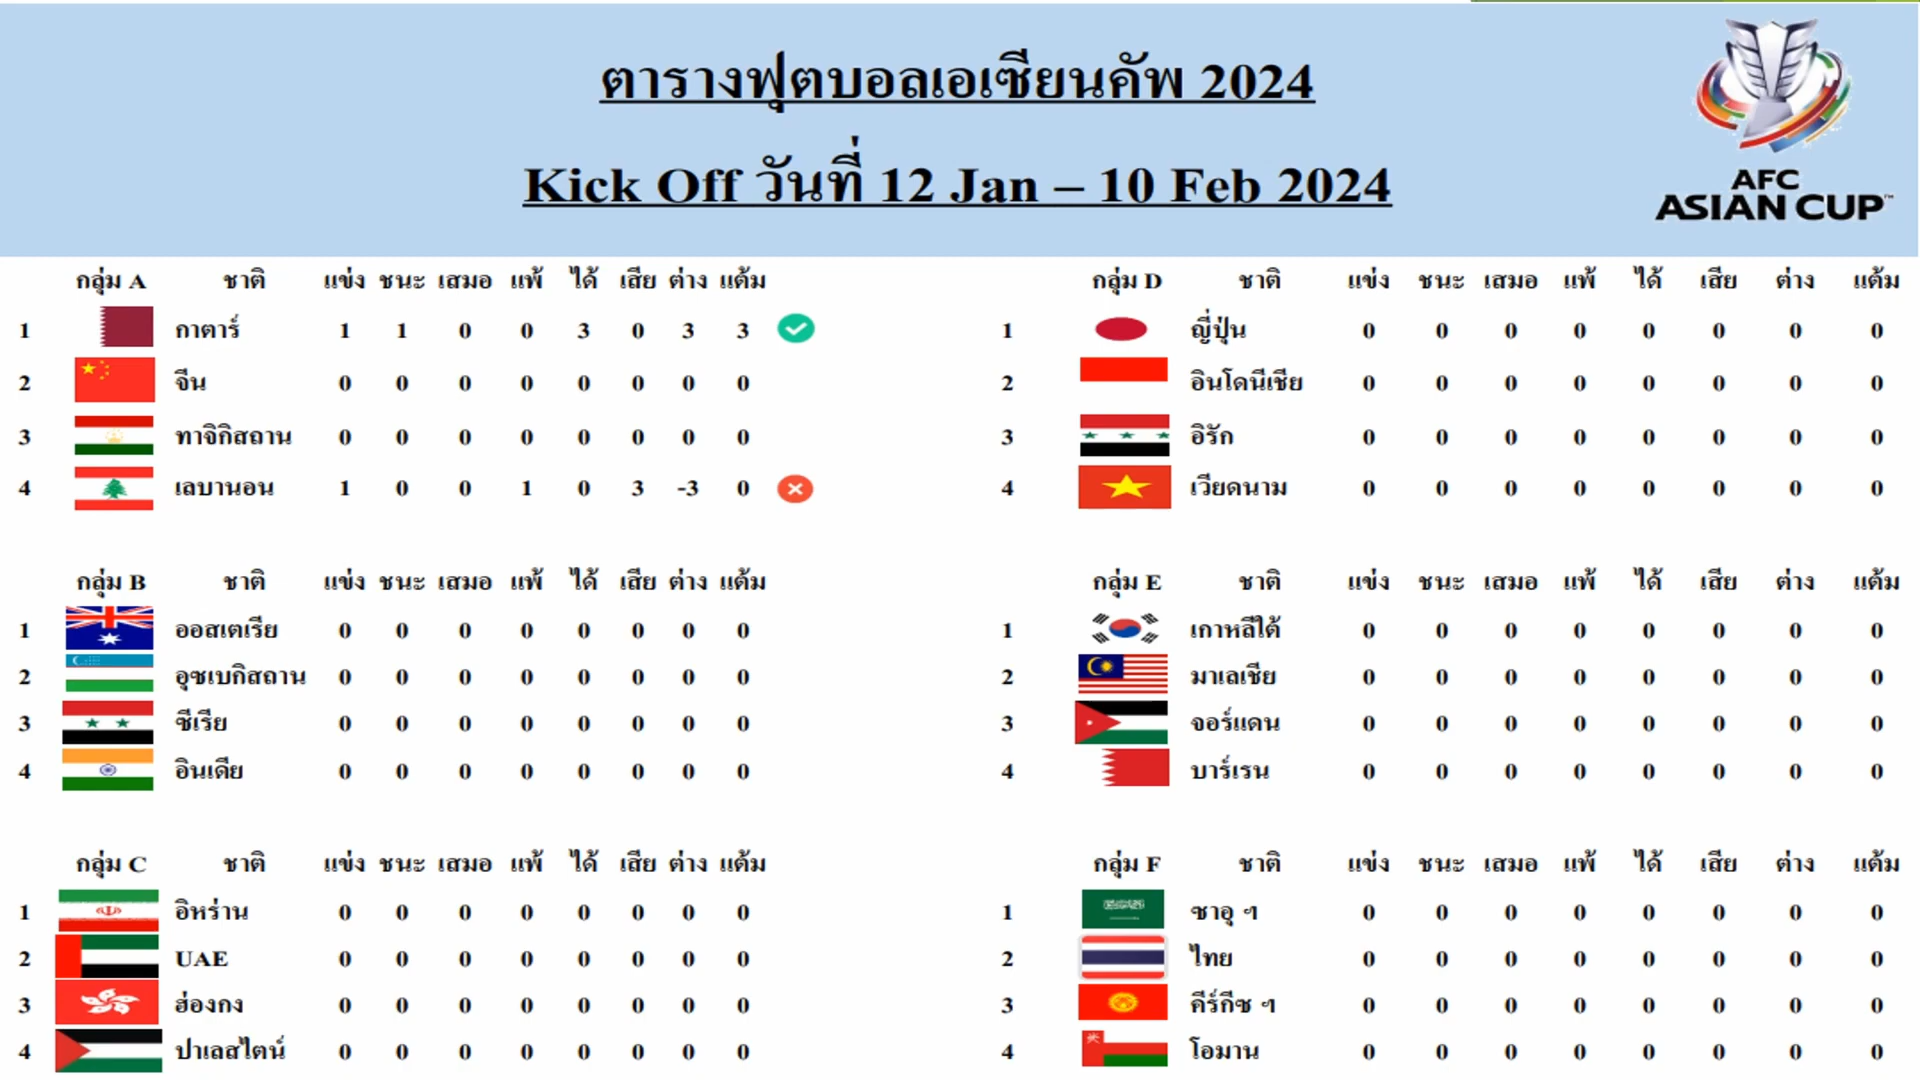 ตารางฟุตบอลเอเซียนคัพ 2024
Kick Off วันที่ 12 Jan – 10 Feb 2024
AFC
ASIAN CUP™
กลุ่ม A ชาติ แข่ง ชนะ เสมอ แพ้ ได้ เสีย ต่าง แต้ม
1 กาตาร์ 1 1 0 0 3 0 3 3
2 จีน 0 0 0 0 0 0 0 0
3 ทาจิกิสถาน 0 0 0 0 0 0 0 0
4 เลบานอน 1 0 0 1 0 3 -3 0
กลุ่ม B ชาติ แข่ง ชนะ เสมอ แพ้ ได้ เสีย ต่าง แต้ม
1 ออสเตเรีย 0 0 0 0 0 0 0 0
2 อุซเบกิสถาน 0 0 0 0 0 0 0 0
3 ซีเรีย 0 0 0 0 0 0 0 0
4 อินเดีย 0 0 0 0 0 0 0 0
กลุ่ม C ชาติ แข่ง ชนะ เสมอ แพ้ ได้ เสีย ต่าง แต้ม
1 อิหร่าน 0 0 0 0 0 0 0 0
2 UAE 0 0 0 0 0 0 0 0
3 ฮ่องกง 0 0 0 0 0 0 0 0
4 ปาเลสไตน์ 0 0 0 0 0 0 0 0
กลุ่ม D ชาติ แข่ง ชนะ เสมอ แพ้ ได้ เสีย ต่าง แต้ม
1 ญี่ปุ่น 0 0 0 0 0 0 0 0
2 อินโดนีเซีย 0 0 0 0 0 0 0 0
3 อิรัก 0 0 0 0 0 0 0 0
4 เวียดนาม 0 0 0 0 0 0 0 0
กลุ่ม E ชาติ แข่ง ชนะ เสมอ แพ้ ได้ เสีย ต่าง แต้ม
1 เกาหลีใต้ 0 0 0 0 0 0 0 0
2 มาเลเซีย 0 0 0 0 0 0 0 0
3 จอร์แดน 0 0 0 0 0 0 0 0
4 บาร์เรน 0 0 0 0 0 0 0 0
กลุ่ม F ชาติ แข่ง ชนะ เสมอ แพ้ ได้ เสีย ต่าง แต้ม
1 ซาอุ ฯ 0 0 0 0 0 0 0 0
2 ไทย 0 0 0 0 0 0 0 0
3 คีร์กีซ ฯ 0 0 0 0 0 0 0 0
4 โอมาน 0 0 0 0 0 0 0 0